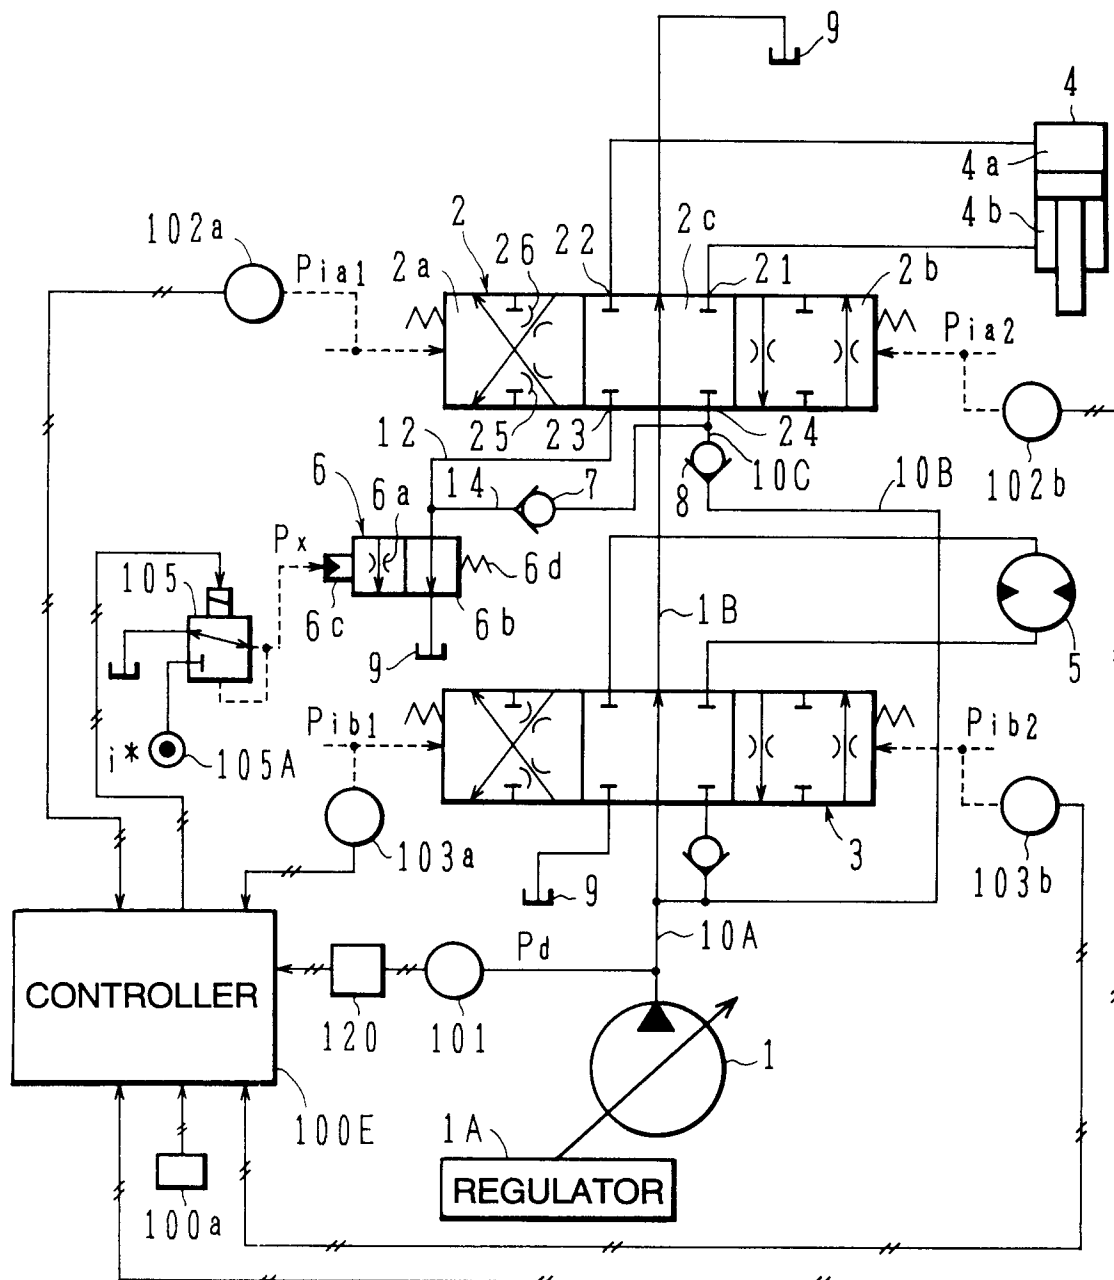 9
4
4a
4b
102a
Pia1
2
2a
26
22
2c
21
2b
Pia2
12
25
23
24
102b
6
6a
14
7
8
10C
10B
Px
6d
105
6c
6b
9
1B
5
i*
105A
Pib1
Pib2
103a
9
3
103b
Pd
10A
CONTROLLER
120
101
1
100E
1A
REGULATOR
100a